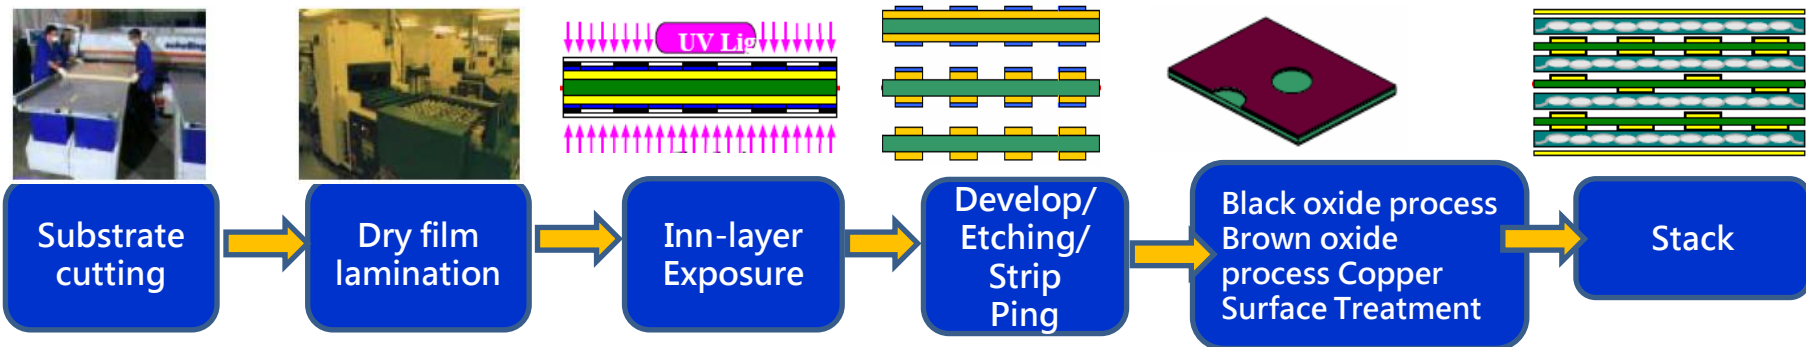 UV Lig
Substrate
cutting
Dry film
lamination
Inn-layer
Exposure
Develop/
Etching/
Strip
Ping
Black oxide process
Brown oxide
process Copper
Surface Treatment
Stack